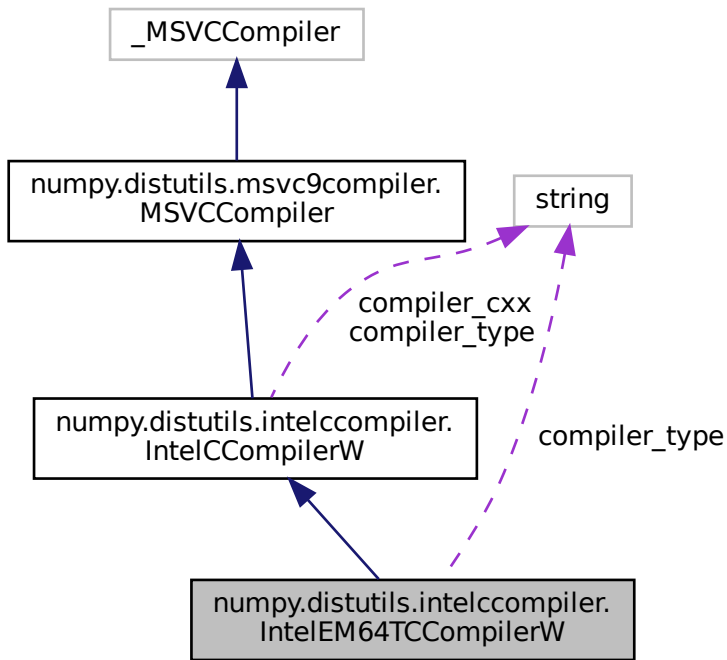 _MSVCCompiler
numpy.distutils.msvc9compiler.
MSVCCompiler
string
compiler_cxx
compiler_type
numpy.distutils.intelccompiler.
IntelCCompilerW
compiler_type
numpy.distutils.intelccompiler.
IntelEM64TCCompilerW